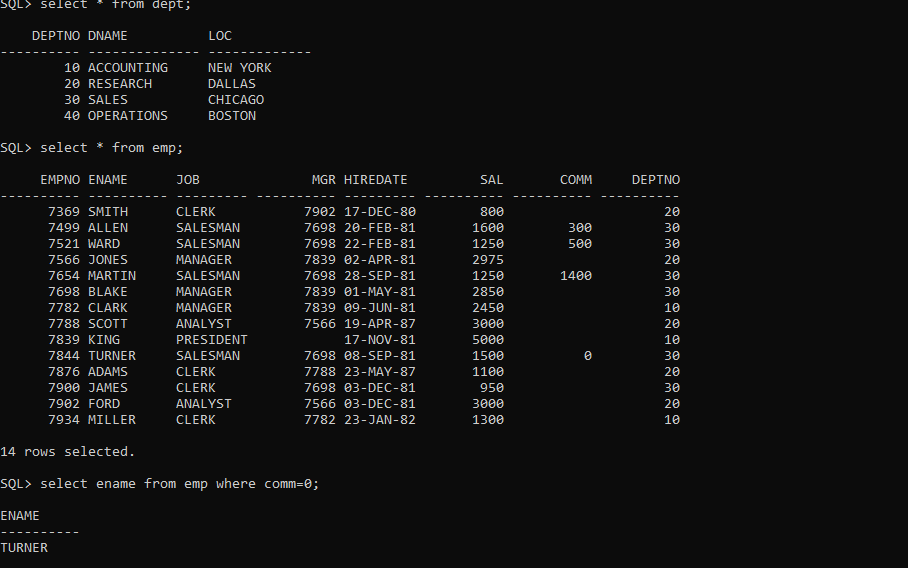 SQL> select * from dept;
    DEPTNO DNAME          LOC
---------- -------------- -------------
        10 ACCOUNTING     NEW YORK
        20 RESEARCH       DALLAS
        30 SALES          CHICAGO
        40 OPERATIONS     BOSTON
SQL> select * from emp;
     EMPNO ENAME      JOB              MGR HIREDATE         SAL       COMM     DEPTNO
---------- ---------- --------- ---------- --------- ---------- ---------- ----------
      7369 SMITH      CLERK           7902 17-DEC-80        800                    20
      7499 ALLEN      SALESMAN        7698 20-FEB-81       1600        300         30
      7521 WARD       SALESMAN        7698 22-FEB-81       1250        500         30
      7566 JONES      MANAGER         7839 02-APR-81       2975                    20
      7654 MARTIN     SALESMAN        7698 28-SEP-81       1250       1400         30
      7698 BLAKE      MANAGER         7839 01-MAY-81       2850                    30
      7782 CLARK      MANAGER         7839 09-JUN-81       2450                    10
      7788 SCOTT      ANALYST         7566 19-APR-87       3000                    20
      7839 KING       PRESIDENT            17-NOV-81       5000                    10
      7844 TURNER     SALESMAN        7698 08-SEP-81       1500          0         30
      7876 ADAMS      CLERK           7788 23-MAY-87       1100                    20
      7900 JAMES      CLERK           7698 03-DEC-81        950                    30
      7902 FORD       ANALYST         7566 03-DEC-81       3000                    20
      7934 MILLER     CLERK           7782 23-JAN-82       1300                    10
14 rows selected.
SQL> select ename from emp where comm=0;
ENAME
----------
TURNER